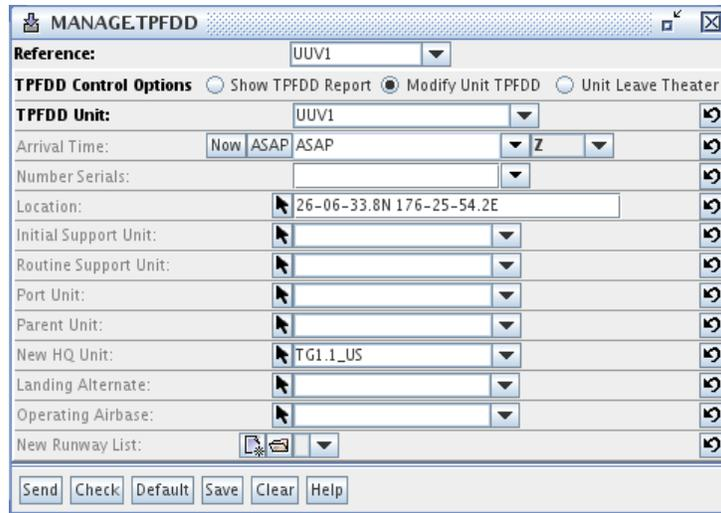 MANAGE.TPFDD
Reference: UUV1
TPFDD Control Options Show TPFDD Report Modify Unit TPFDD Unit Leave Theater
TPFDD Unit: UUV1
Arrival Time: Now ASAP ASAP Z
Number Serials:
Location: 26-06-33.8N 176-25-54.2E
Initial Support Unit:
Routine Support Unit:
Port Unit:
Parent Unit:
New HQ Unit: TG1.1_US
Landing Alternate:
Operating Airbase:
New Runway List:
Send Check Default Save Clear Help